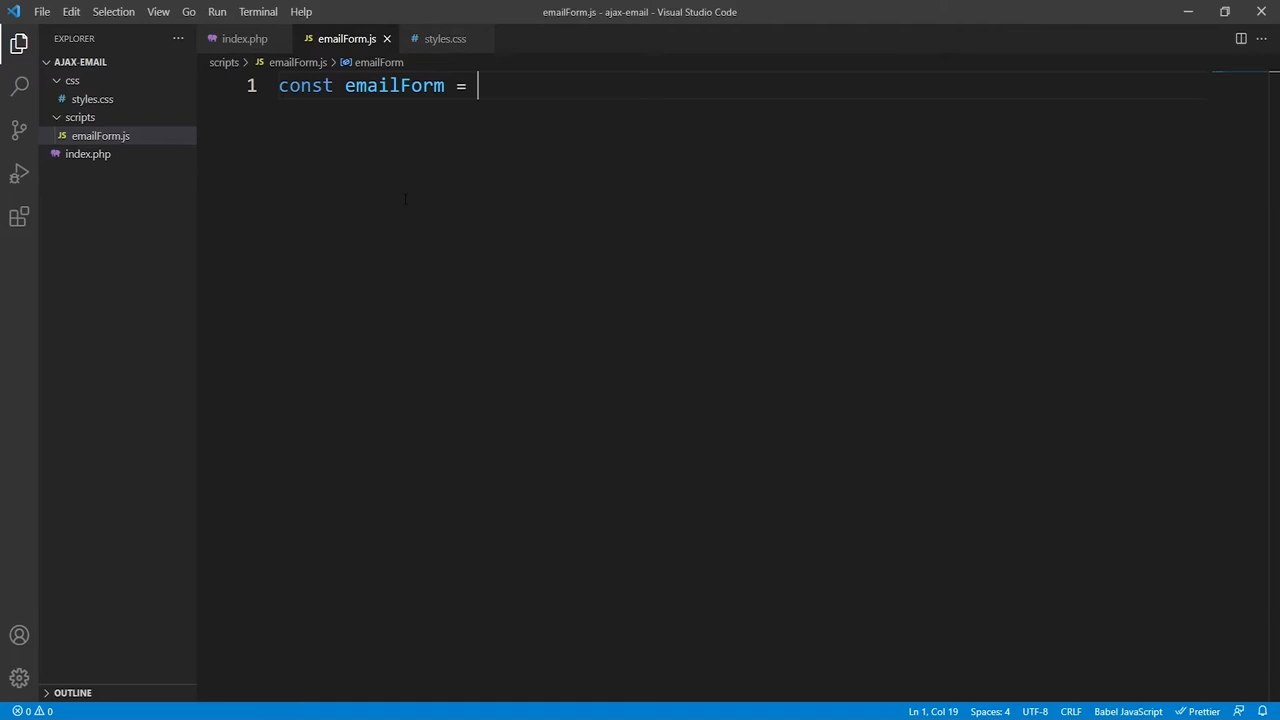 File Edit Selection View Go Run Terminal Help
emailForm.js - ajax-email - Visual Studio Code
EXPLORER
AJAX-EMAIL
css
# styles.css
scripts
JS emailForm.js
index.php
OUTLINE
index.php JS emailForm.js # styles.css
scripts > JS emailForm.js > emailForm
1 const emailForm =
0 0
Ln 1, Col 19 Spaces: 4 UTF-8 CRLF Babel JavaScript Prettier